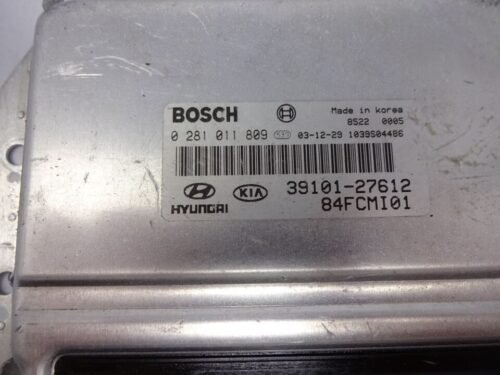 BOSCH
Made in korea
8522 0005
0 281 011 809
03-12-29 1039S04486
39101-27612
HYUNDAI
KIA
84FCMI01